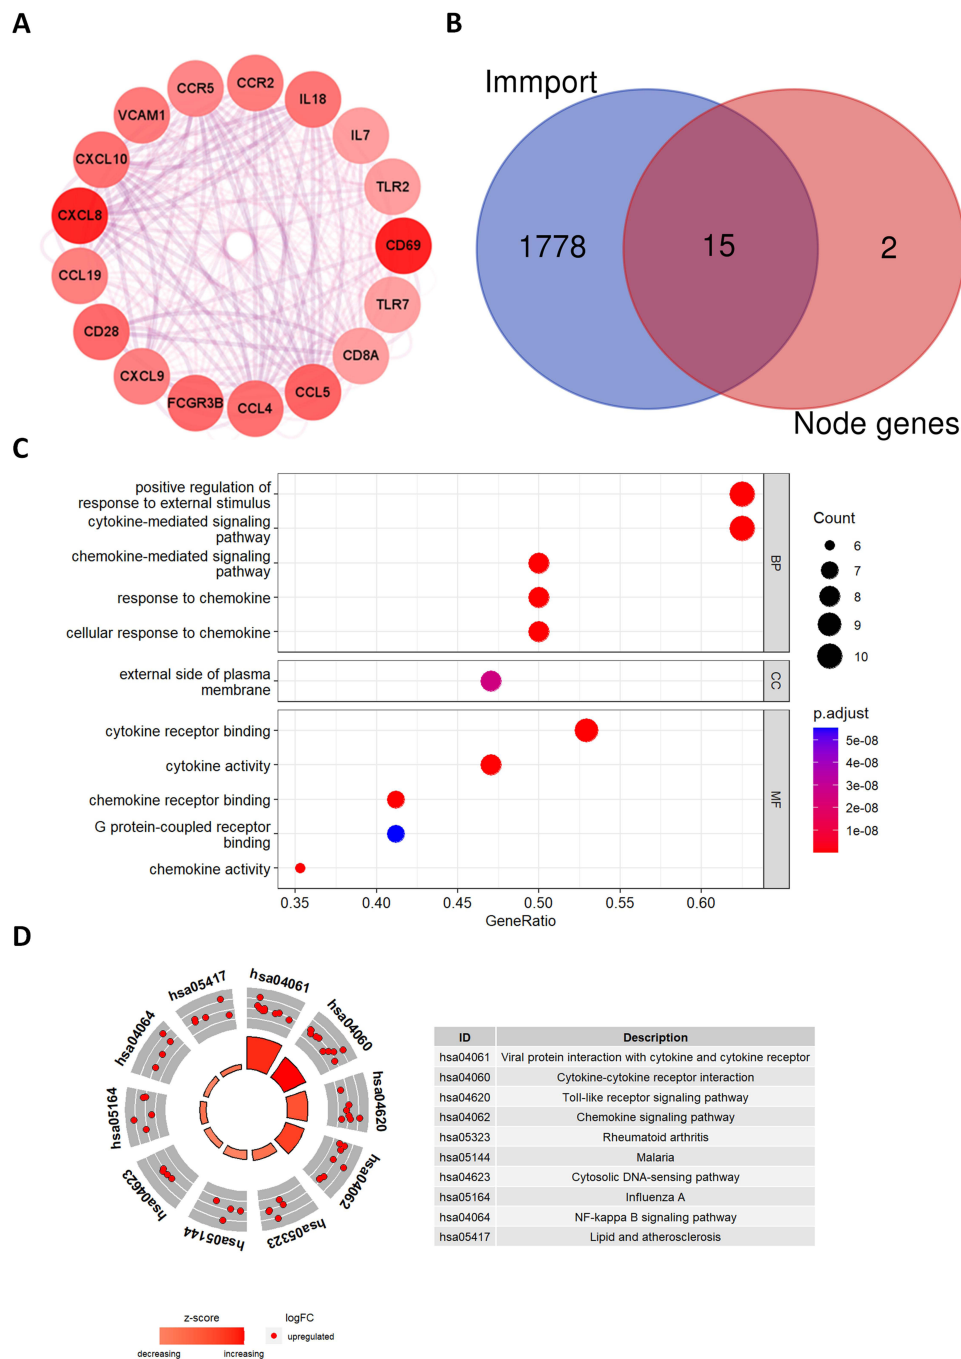 A
CCR5
CCR2
IL18
VCAM1
IL7
CXCL10
TLR2
CXCL8
CD69
CCL19
TLR7
CD28
CD8A
CXCL9
CCL5
FCGR3B
CCL4
B
Immport
1778
15
2
Node genes
C
positive regulation of
response to external stimulus
cytokine-mediated signaling
pathway
chemokine-mediated signaling
pathway
response to chemokine
cellular response to chemokine
BP
external side of plasma
membrane
CC
cytokine receptor binding
cytokine activity
chemokine receptor binding
G protein-coupled receptor
binding
chemokine activity
MF
0.35 0.40 0.45 0.50 0.55 0.60
GeneRatio
Count
6
7
8
9
10
p.adjust
5e-08
4e-08
3e-08
2e-08
1e-08
D
hsa04061
hsa04060
hsa04620
hsa04062
hsa05323
hsa05144
hsa04623
hsa05164
hsa04064
hsa05417
ID Description
hsa04061 Viral protein interaction with cytokine and cytokine receptor
hsa04060 Cytokine-cytokine receptor interaction
hsa04620 Toll-like receptor signaling pathway
hsa04062 Chemokine signaling pathway
hsa05323 Rheumatoid arthritis
hsa05144 Malaria
hsa04623 Cytosolic DNA-sensing pathway
hsa05164 Influenza A
hsa04064 NF-kappa B signaling pathway
hsa05417 Lipid and atherosclerosis
z-score
decreasing increasing
logFC
upregulated